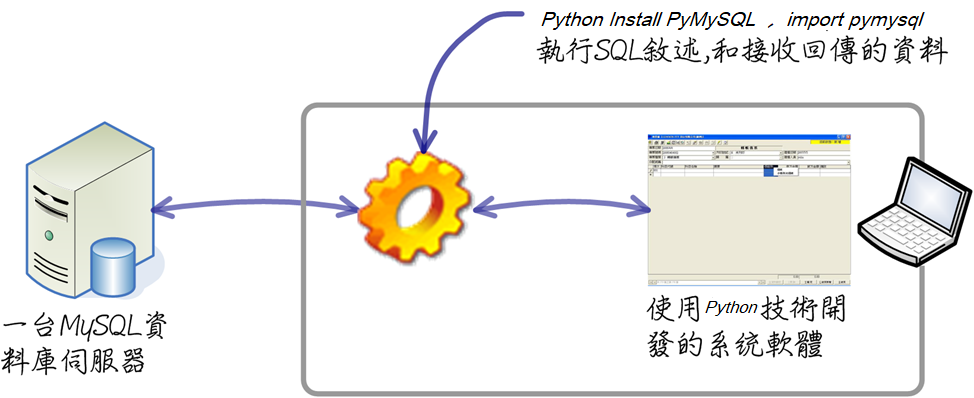 Python Install PyMySQL , import pymysql
執行SQL敘述,和接收回傳的資料
一台MySQL資
料庫伺服器
使用Python技術開
發的系統軟體